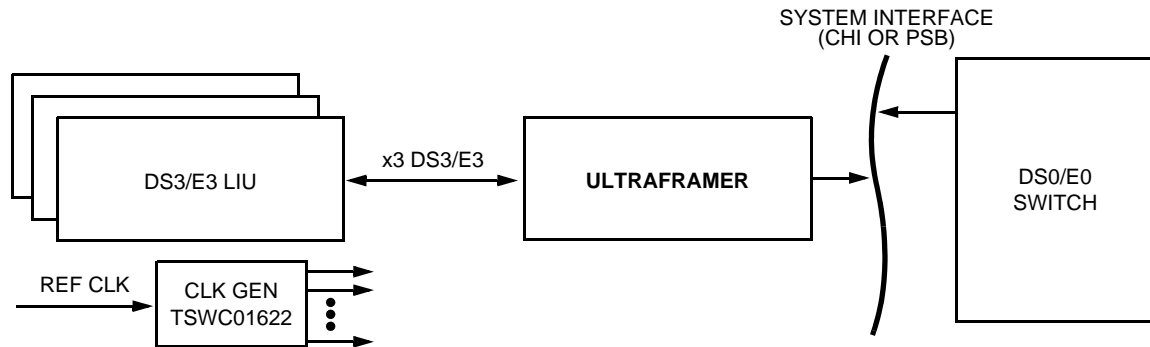 SYSTEM INTERFACE
(CHI OR PSB)
DS3/E3 LIU
x3 DS3/E3
ULTRAFRAMER
DS0/E0
SWITCH
REF CLK
CLK GEN
TSWC01622